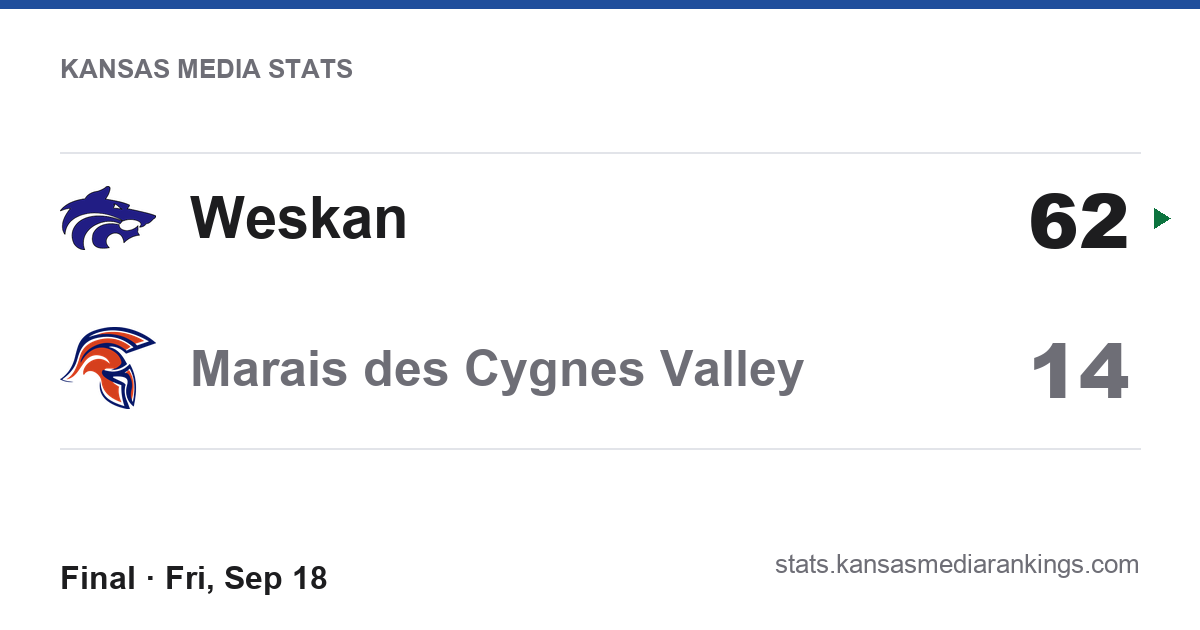 KANSAS MEDIA STATS
Weskan 62
Marais des Cygnes Valley 14
Final · Fri, Sep 18
stats.kansasmediarankings.com